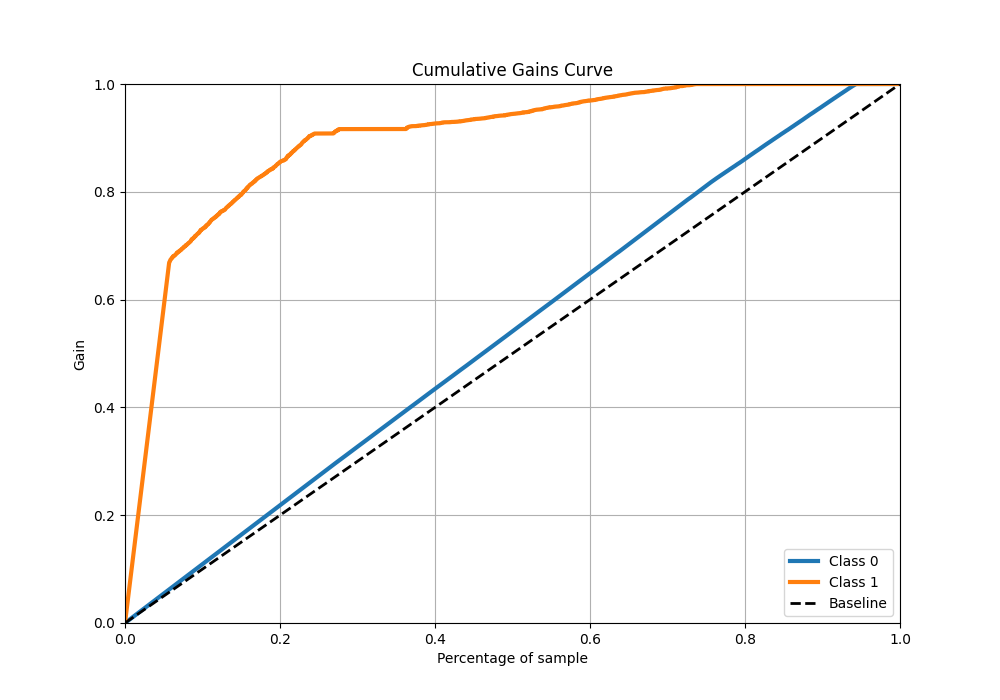 Cumulative Gains Curve
1.0
0.8
0.6
0.4
0.2
0.0
Gain
0.0 0.2 0.4 0.6 0.8 1.0
Percentage of sample
Class 0
Class 1
Baseline